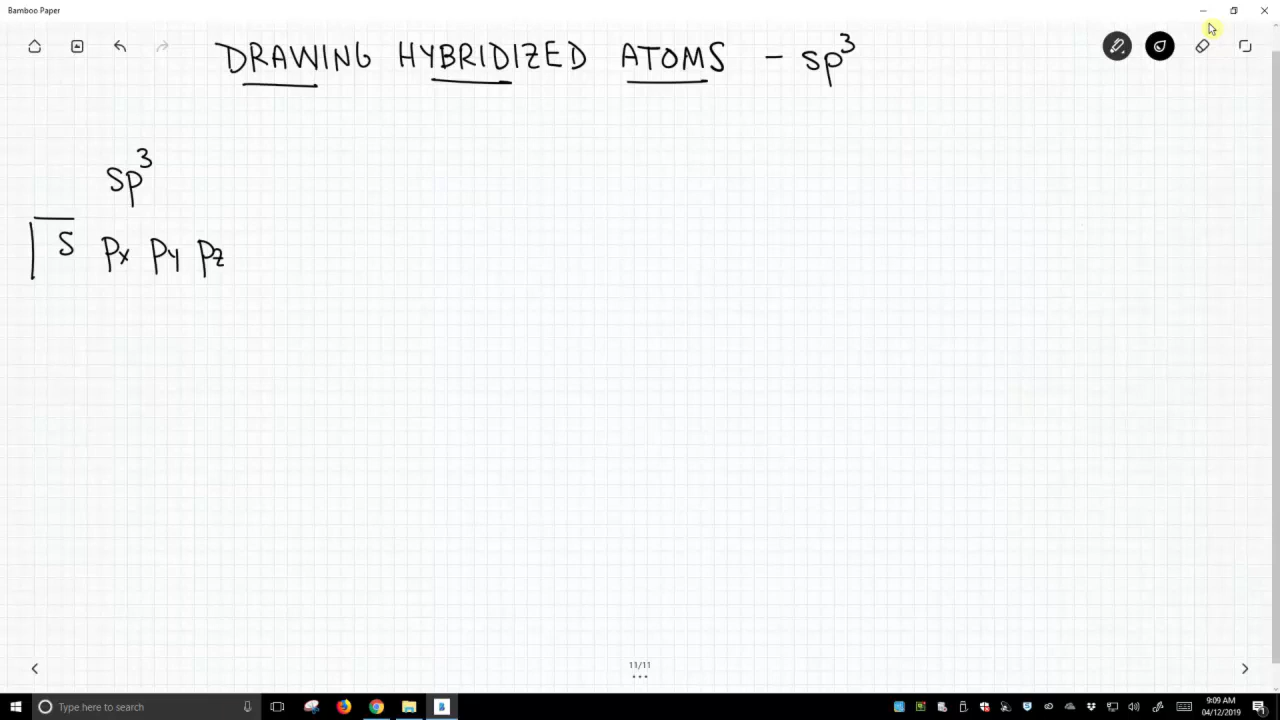 Bamboo Paper
DRAWING HYBRIDIZED ATOMS - sp³
sp³
s px py pz
11/11
Type here to search
9:09 AM
04/12/2019